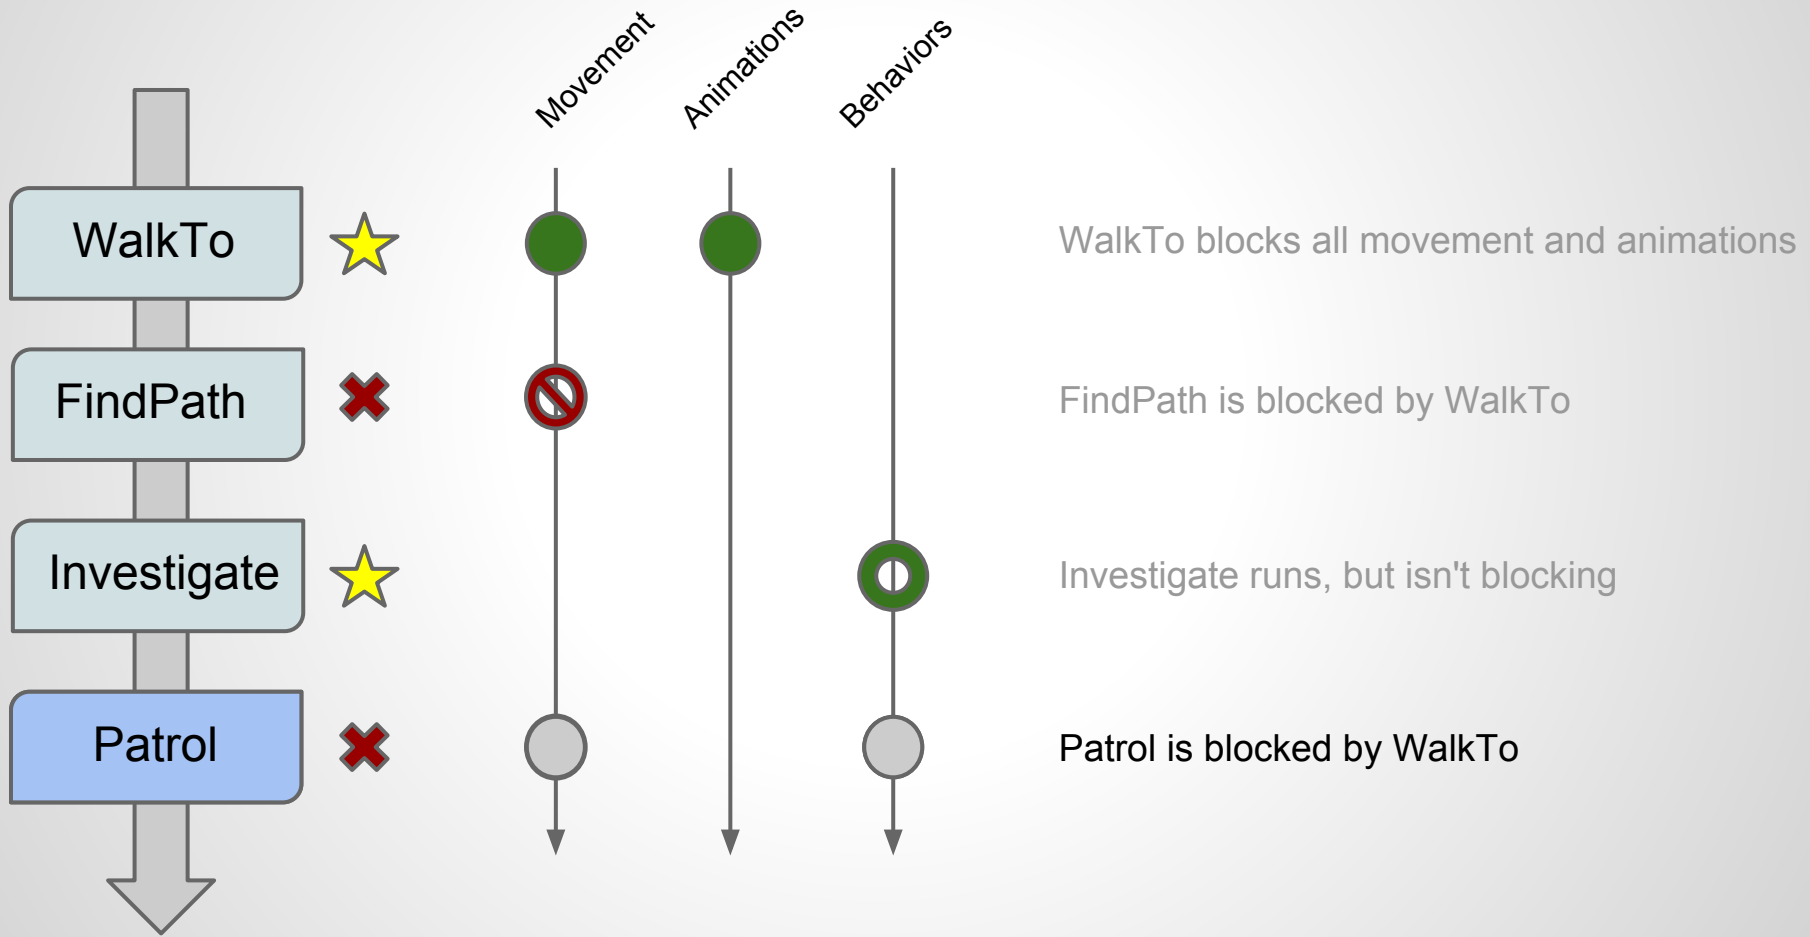 Movement
Animations
Behaviors
WalkTo
WalkTo blocks all movement and animations
FindPath
FindPath is blocked by WalkTo
Investigate
Investigate runs, but isn't blocking
Patrol
Patrol is blocked by WalkTo